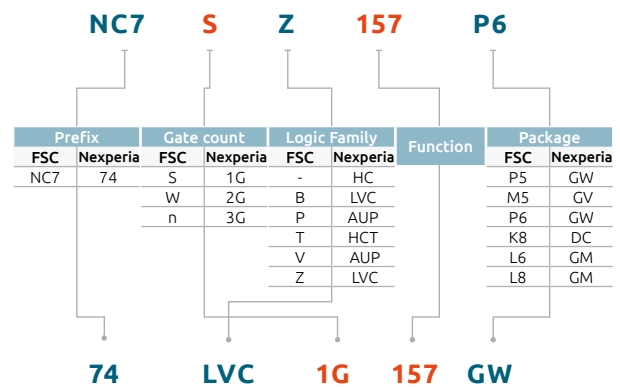 NC7 S Z 157 P6
Prefix Gate count Logic Family Function Package
FSC Nexperia FSC Nexperia FSC Nexperia FSC Nexperia
NC7 74 S 1G - HC P5 GW
W 2G B LVC M5 GV
n 3G P AUP P6 GW
T HCT K8 DC
V AUP L6 GM
Z LVC L8 GM
74 LVC 1G 157 GW